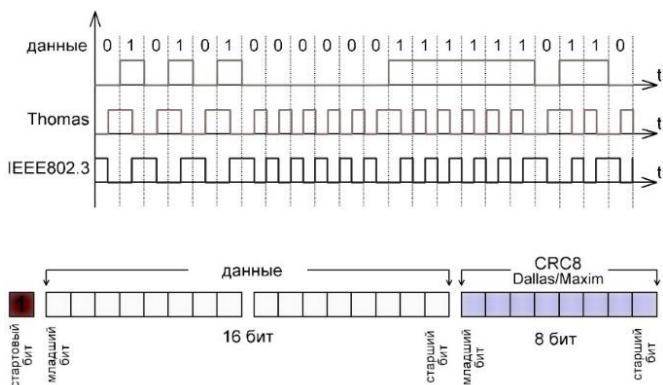 данные 0 1 0 1 0 1 0 0 0 0 0 0 1 1 1 1 1 1 0 1 1 0
t
Thomas t
IEEE802.3 t
данные CRC8
Dallas/Maxim
1
стартовый бит
младший бит
16 бит
старший бит
младший бит
8 бит
старший бит